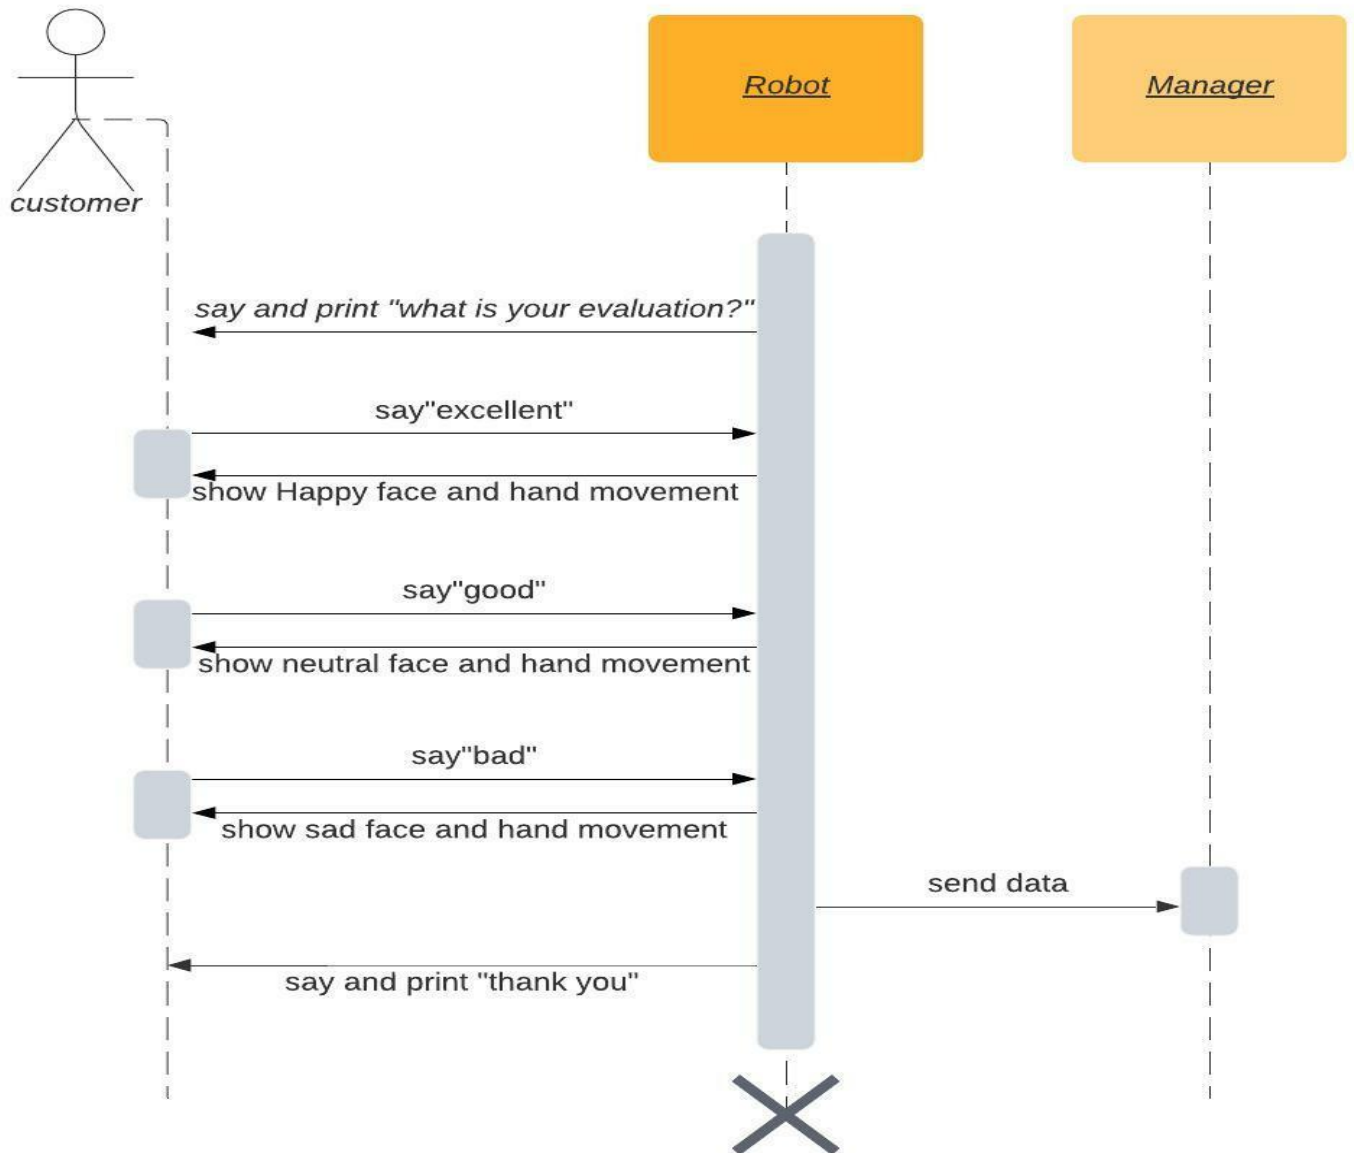 Robot
Manager
customer
say and print "what is your evaluation?"
say"excellent"
show Happy face and hand movement
say"good"
show neutral face and hand movement
say"bad"
show sad face and hand movement
send data
say and print "thank you"